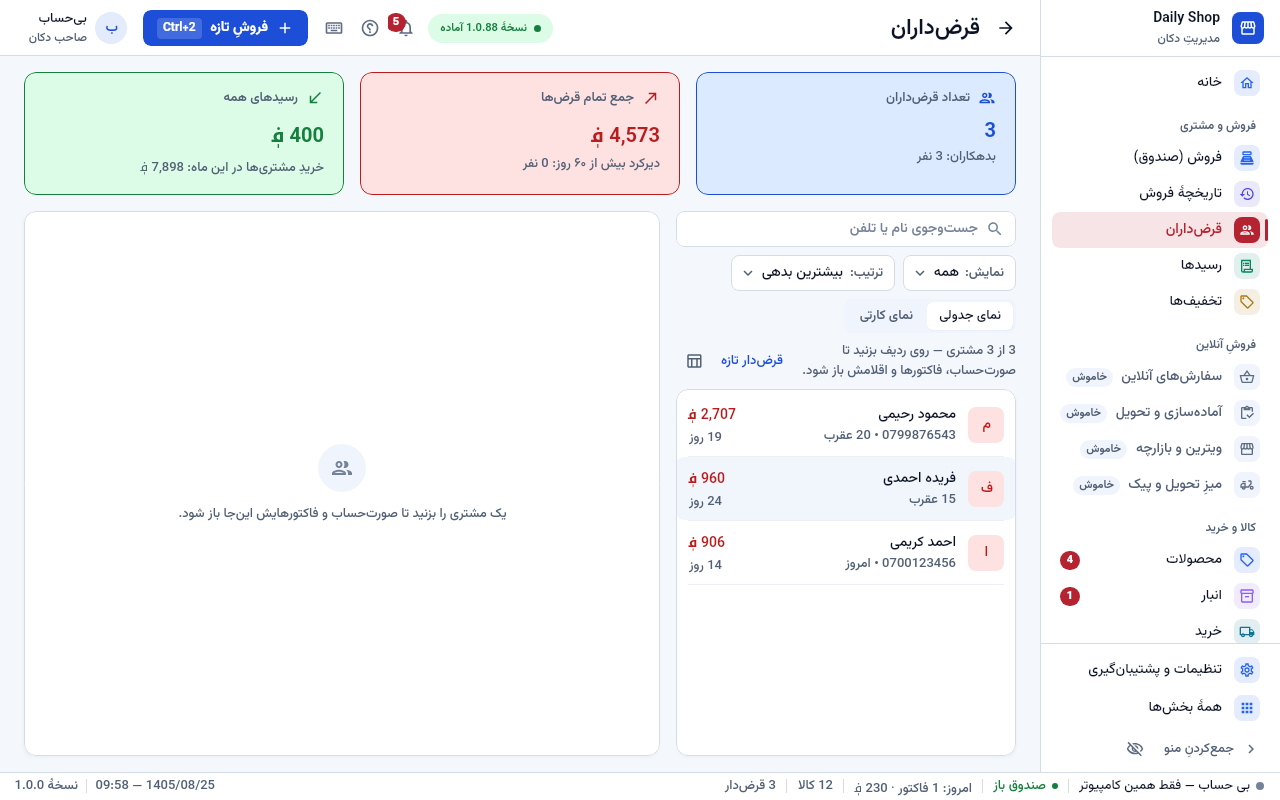 Daily Shop
مدیریتِ دکان
خانه
فروش و مشتری
فروش (صندوق)
تاریخچهٔ فروش
قرض‌داران
رسیدها
تخفیف‌ها
فروشِ آنلاین
سفارش‌های آنلاین خاموش
آماده‌سازی و تحویل خاموش
ویترین و بازارچه خاموش
میزِ تحویل و پیک خاموش
کالا و خرید
محصولات 4
انبار 1
خرید
تنظیمات و پشتیبان‌گیری
همهٔ بخش‌ها
جمع‌کردنِ منو
قرض‌داران
نسخهٔ 1.0.88 آماده
5
فروشِ تازه Ctrl+2
ب
بی‌حساب
صاحب دکان
تعداد قرض‌داران
3
بدهکاران: 3 نفر
جمع تمام قرض‌ها
4,573 ؋
دیرکرد بیش از ۶۰ روز: 0 نفر
رسیدهای همه
400 ؋
خریدِ مشتری‌ها در این ماه: 7,898 ؋
جست‌وجوی نام یا تلفن
نمایش: همه
ترتیب: بیشترین بدهی
نمای جدولی
نمای کارتی
3 از 3 مشتری — روی ردیف بزنید تا
صورت‌حساب، فاکتورها و اقلامش باز شود.
قرض‌دار تازه
م
محمود رحیمی
0799876543 • 20 عقرب
2,707 ؋
19 روز
ف
فریده احمدی
15 عقرب
960 ؋
24 روز
ا
احمد کریمی
0700123456 • امروز
906 ؋
14 روز
یک مشتری را بزنید تا صورت‌حساب و فاکتورهایش این‌جا باز شود.
بی حساب — فقط همین کامپیوتر
صندوق باز
امروز: 1 فاکتور · 230 ؋
12 کالا
3 قرض‌دار
1405/08/25 — 09:58
نسخهٔ 1.0.0